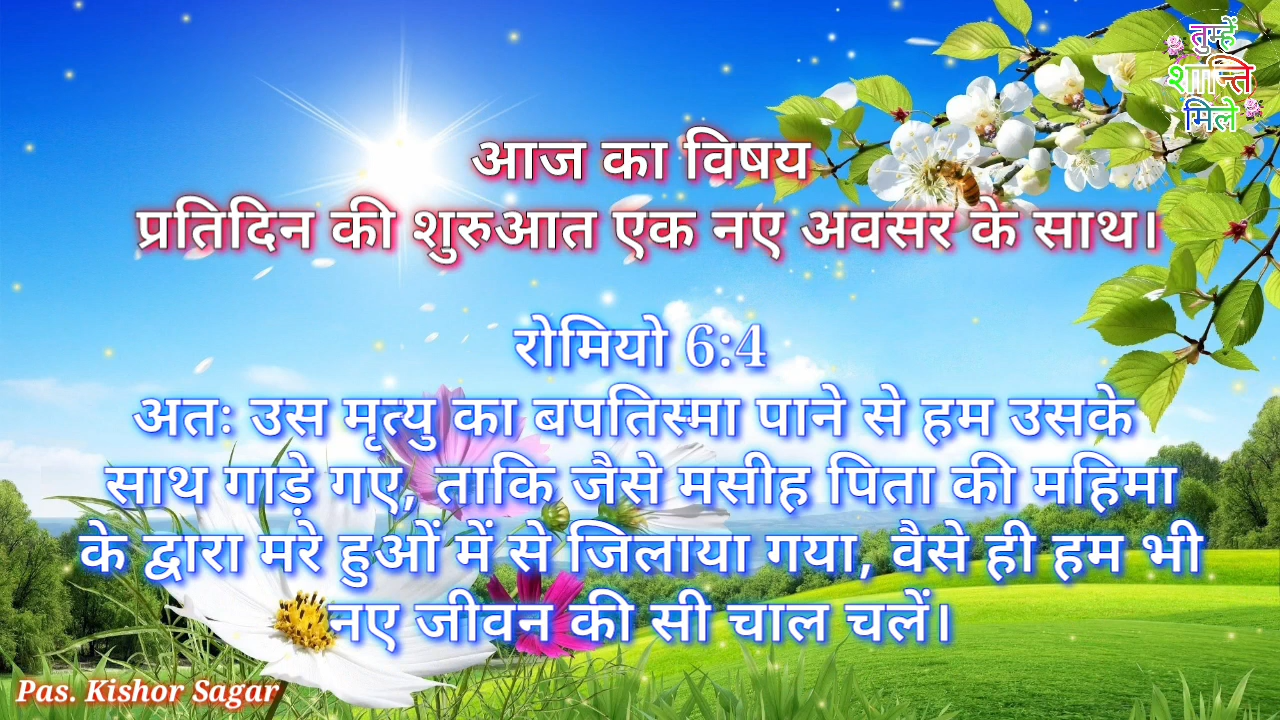 तुम्हें
शान्ति
मिले
आज का विषय
प्रतिदिन की शुरुआत एक नए अवसर के साथ।
रोमियो 6:4
अतः उस मृत्यु का बपतिस्मा पाने से हम उसके
साथ गाड़े गए, ताकि जैसे मसीह पिता की महिमा
के द्वारा मरे हुओं में से जिलाया गया, वैसे ही हम भी
नए जीवन की सी चाल चलें।
Pas. Kishor Sagar